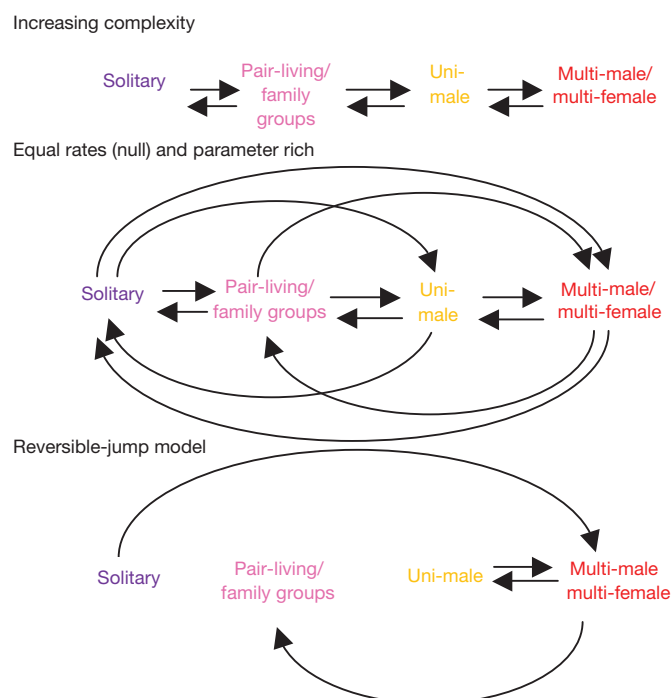 Increasing complexity
Solitary
Pair-living/
family
groups
Uni-
male
Multi-male/
multi-female
Equal rates (null) and parameter rich
Solitary
Pair-living/
family groups
Uni-
male
Multi-male/
multi-female
Reversible-jump model
Solitary
Pair-living/
family groups
Uni-male
Multi-male
multi-female